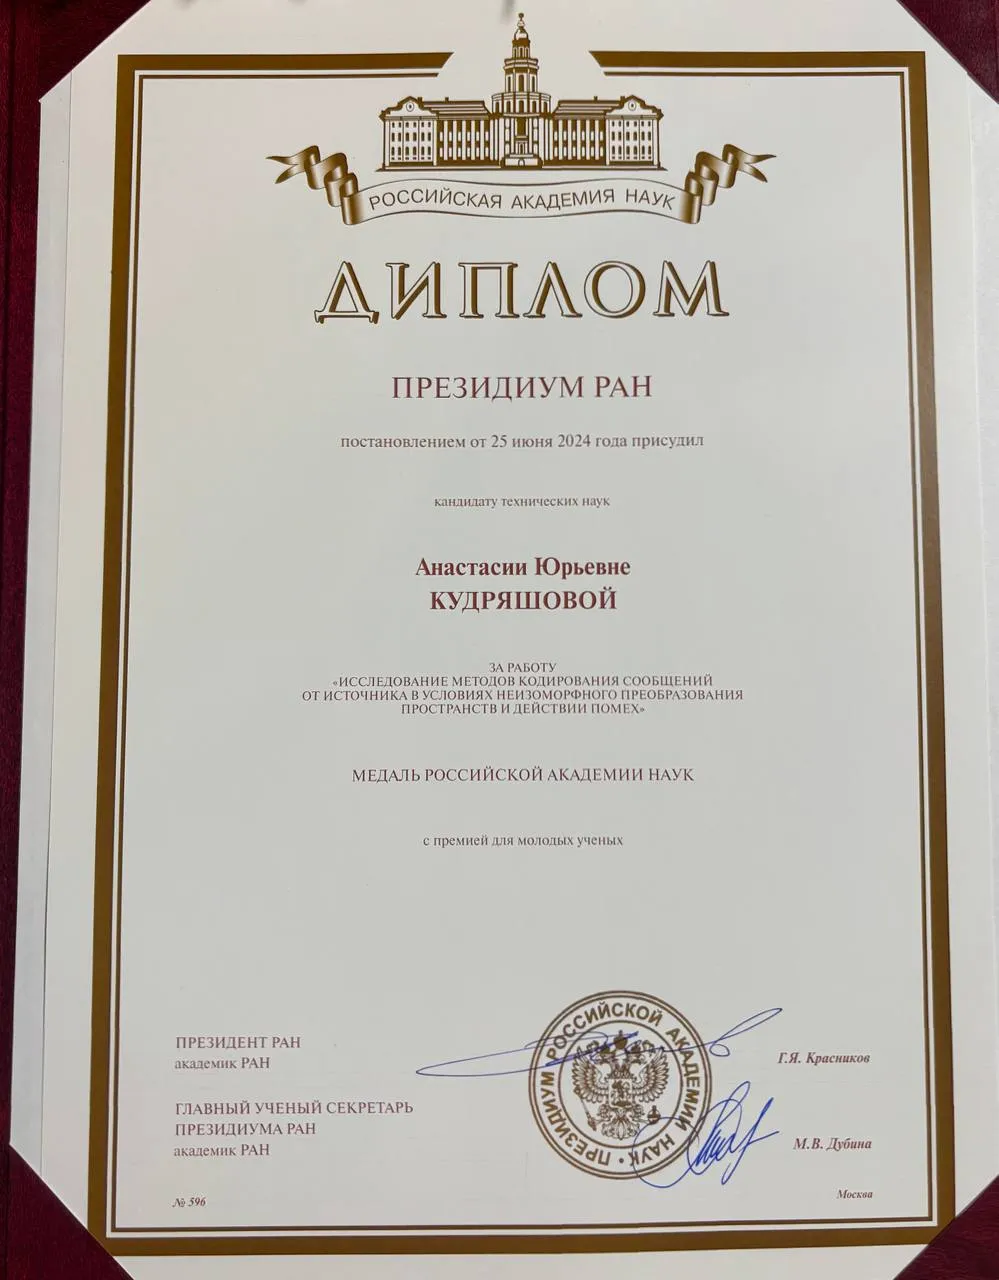 РОССИЙСКАЯ АКАДЕМИЯ НАУК
ДИПЛОМ
ПРЕЗИДИУМ РАН
постановлением от 25 июня 2024 года присудил
кандидату технических наук
Анастасии Юрьевне
КУДРЯШОВОЙ
ЗА РАБОТУ
«ИССЛЕДОВАНИЕ МЕТОДОВ КОДИРОВАНИЯ СООБЩЕНИЙ
ОТ ИСТОЧНИКА В УСЛОВИЯХ НЕИЗОМОРФНОГО ПРЕОБРАЗОВАНИЯ
ПРОСТРАНСТВ И ДЕЙСТВИИ ПОМЕХ»
МЕДАЛЬ РОССИЙСКОЙ АКАДЕМИИ НАУК
с премией для молодых ученых
ПРЕЗИДЕНТ РАН
академик РАН
Г.Я. Красников
ГЛАВНЫЙ УЧЕНЫЙ СЕКРЕТАРЬ
ПРЕЗИДИУМА РАН
академик РАН
М.В. Дубина
ПРЕЗИДИУМ РОССИЙСКОЙ АКАДЕМИИ НАУК •
№ 596
Москва